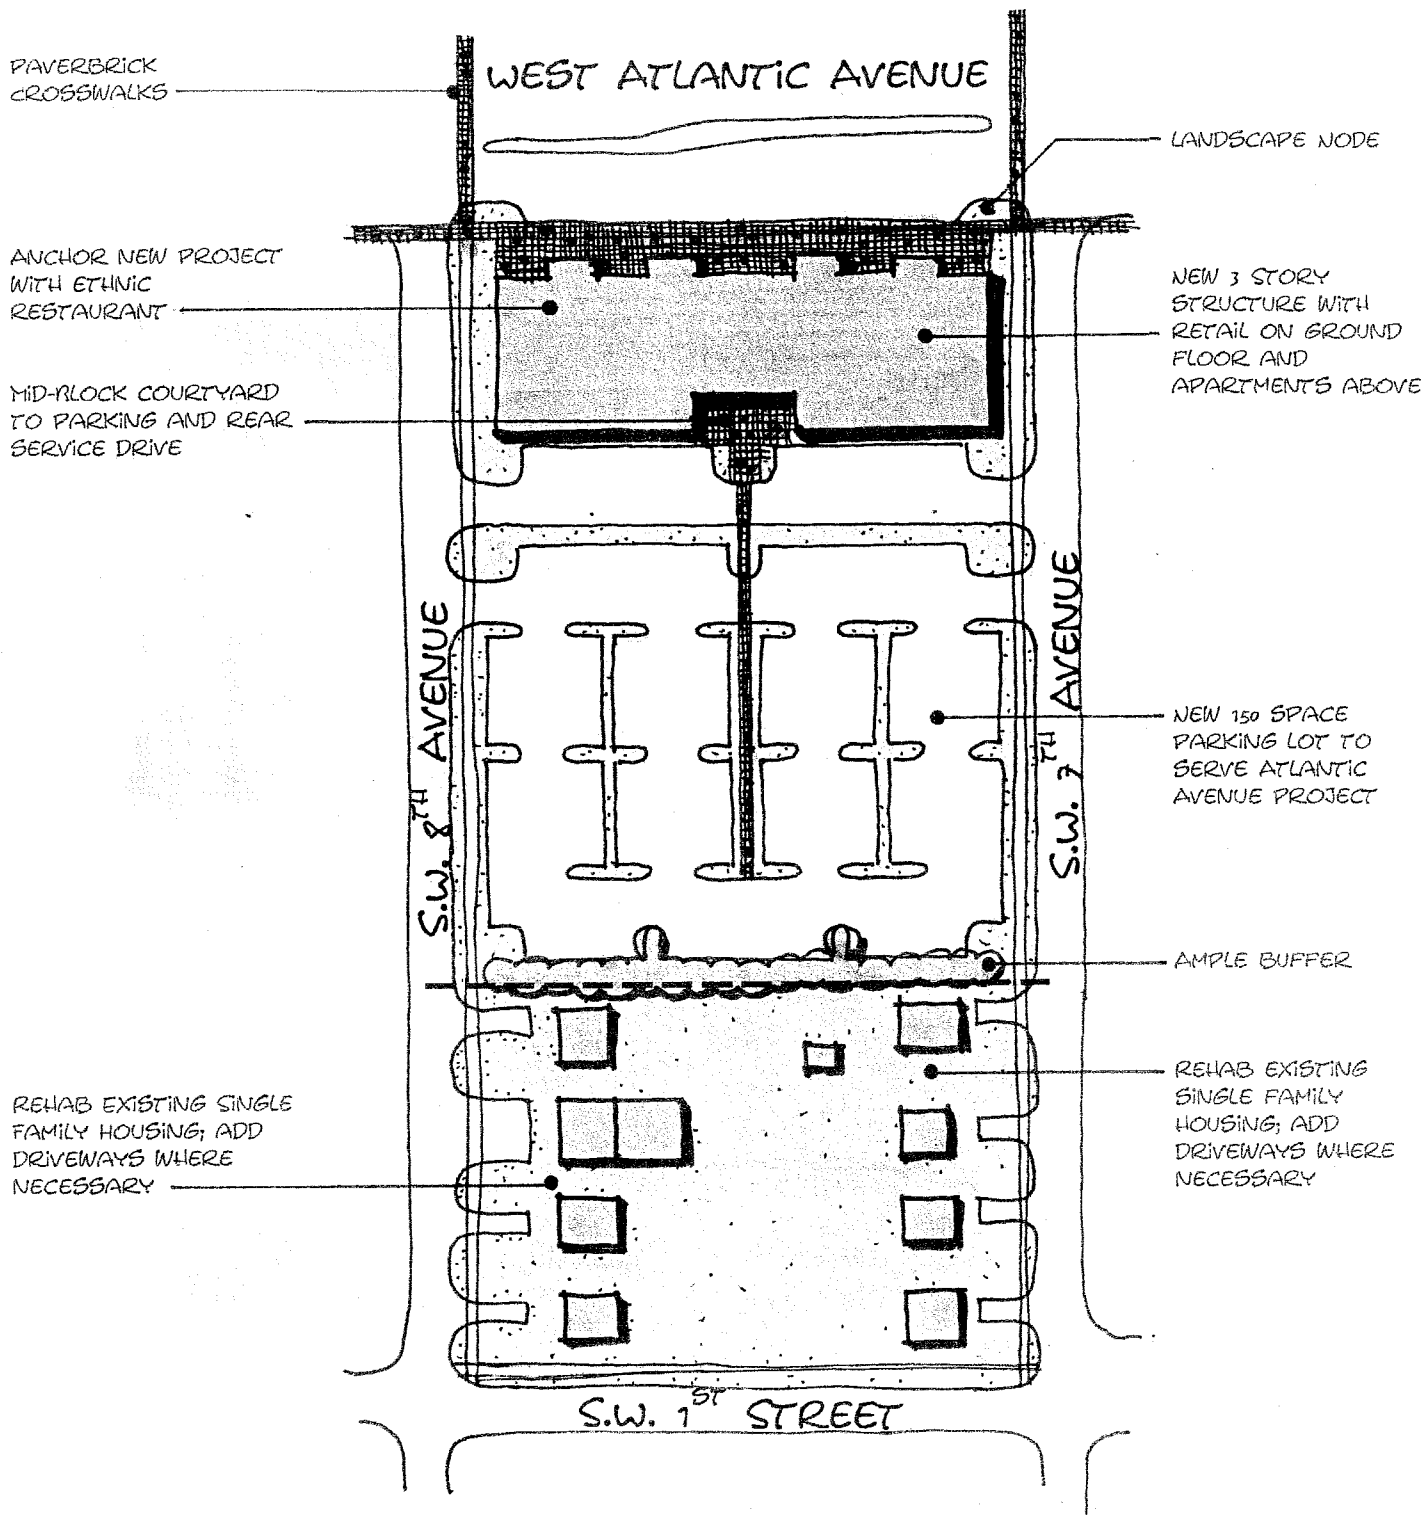 WEST ATLANTIC AVENUE
PAVERBRICK
CROSSWALKS
LANDSCAPE NODE
ANCHOR NEW PROJECT
WITH ETHNIC
RESTAURANT
NEW 3 STORY
STRUCTURE WITH
RETAIL ON GROUND
FLOOR AND
APARTMENTS ABOVE
MID-BLOCK COURTYARD
TO PARKING AND REAR
SERVICE DRIVE
S.W. 8TH AVENUE
S.W. 7TH AVENUE
NEW 150 SPACE
PARKING LOT TO
SERVE ATLANTIC
AVENUE PROJECT
AMPLE BUFFER
REHAB EXISTING SINGLE
FAMILY HOUSING; ADD
DRIVEWAYS WHERE
NECESSARY
REHAB EXISTING
SINGLE FAMILY
HOUSING; ADD
DRIVEWAYS WHERE
NECESSARY
S.W. 1ST STREET